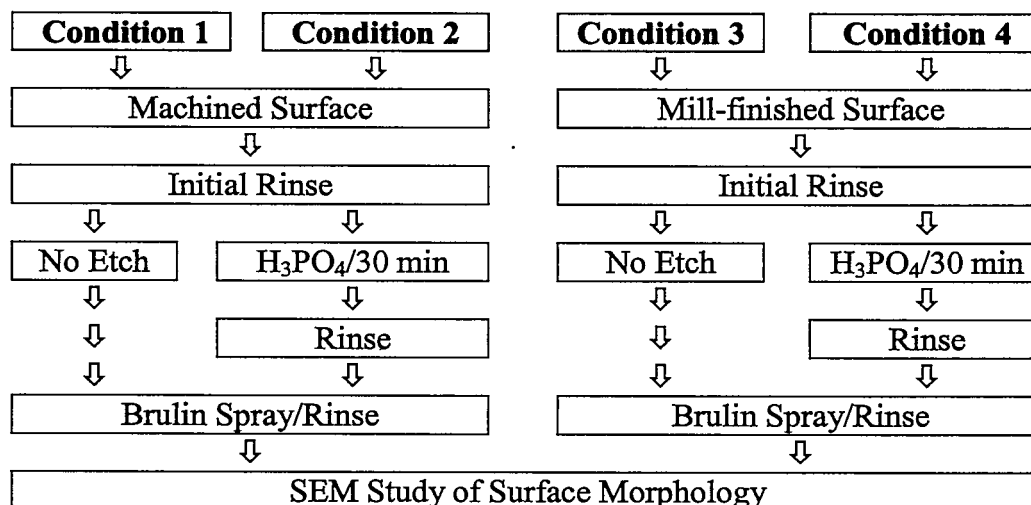 Condition 1 Condition 2 Condition 3 Condition 4
Machined Surface Mill-finished Surface
Initial Rinse Initial Rinse
No Etch H₃PO₄/30 min No Etch H₃PO₄/30 min
Rinse Rinse
Brulin Spray/Rinse Brulin Spray/Rinse
SEM Study of Surface Morphology